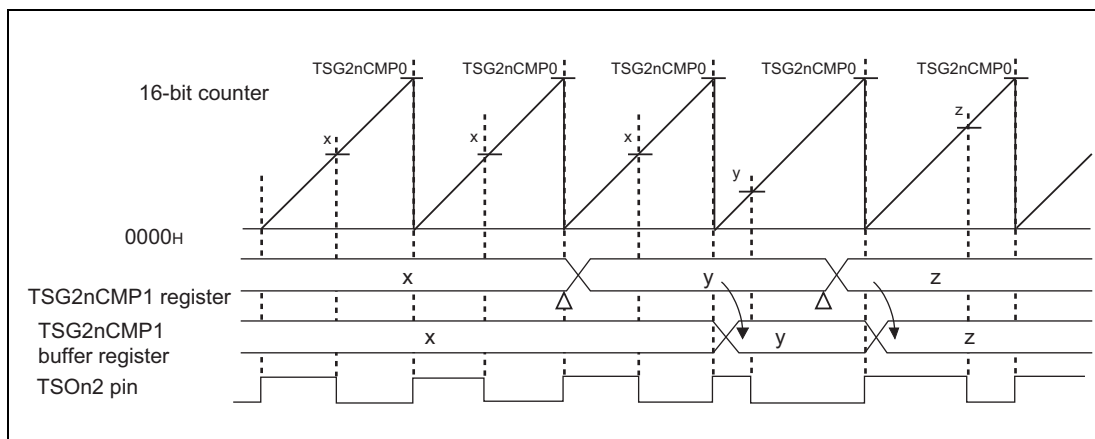 TSG2nCMP0 TSG2nCMP0 TSG2nCMP0 TSG2nCMP0 TSG2nCMP0
16-bit counter
x x x y z
0000H
TSG2nCMP1 register x y z
TSG2nCMP1
buffer register x y z
TSOn2 pin